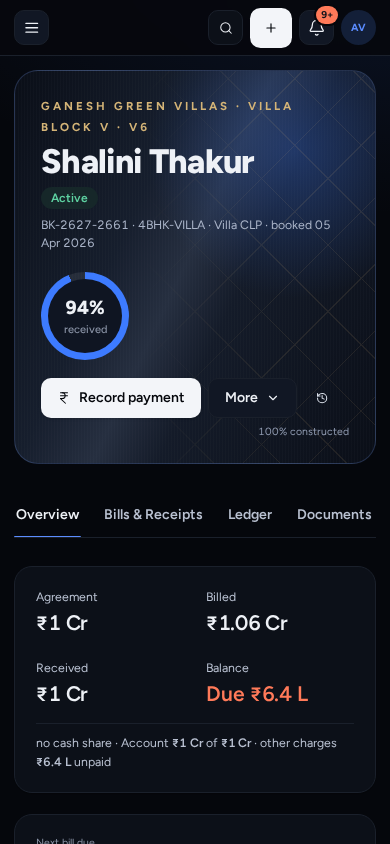 9+
AV
GANESH GREEN VILLAS · VILLA
BLOCK V · V6
Shalini Thakur
Active
BK-2627-2661 · 4BHK-VILLA · Villa CLP · booked 05
Apr 2026
94%
received
₹ Record payment
More
100% constructed
Overview Bills & Receipts Ledger Documents
Agreement Billed
₹1 Cr ₹1.06 Cr
Received Balance
₹1 Cr Due ₹6.4 L
no cash share · Account ₹1 Cr of ₹1 Cr · other charges
₹6.4 L unpaid
Next bill due